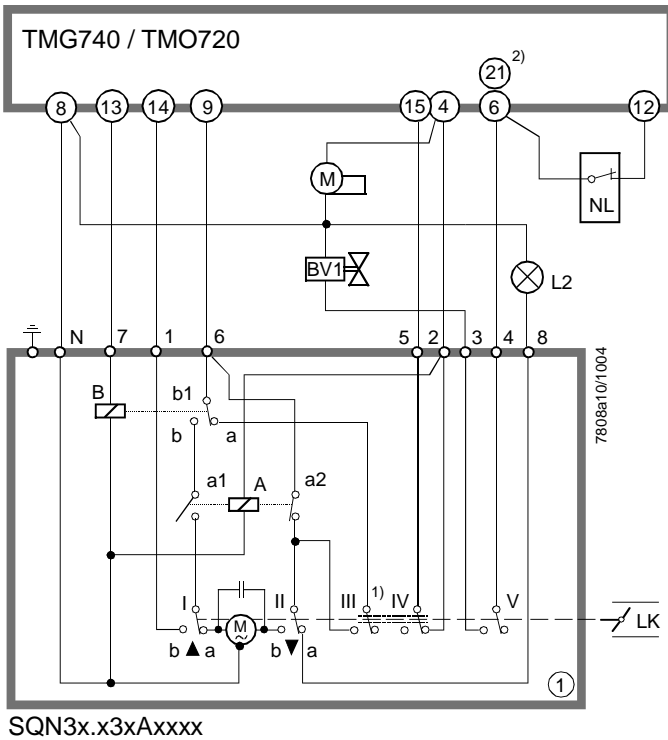 TMG740 / TMO720
21 2)
8 13 14 9 15 4 6 12
M
NL
BV1
L2
N 7 1 6 5 2 3 4 8
7808a10/1004
B b1
b a
a1 A a2
I II III 1) IV V
M ~
LK
b ▲ a b ▼ a
1
SQN3x.x3xAxxxx